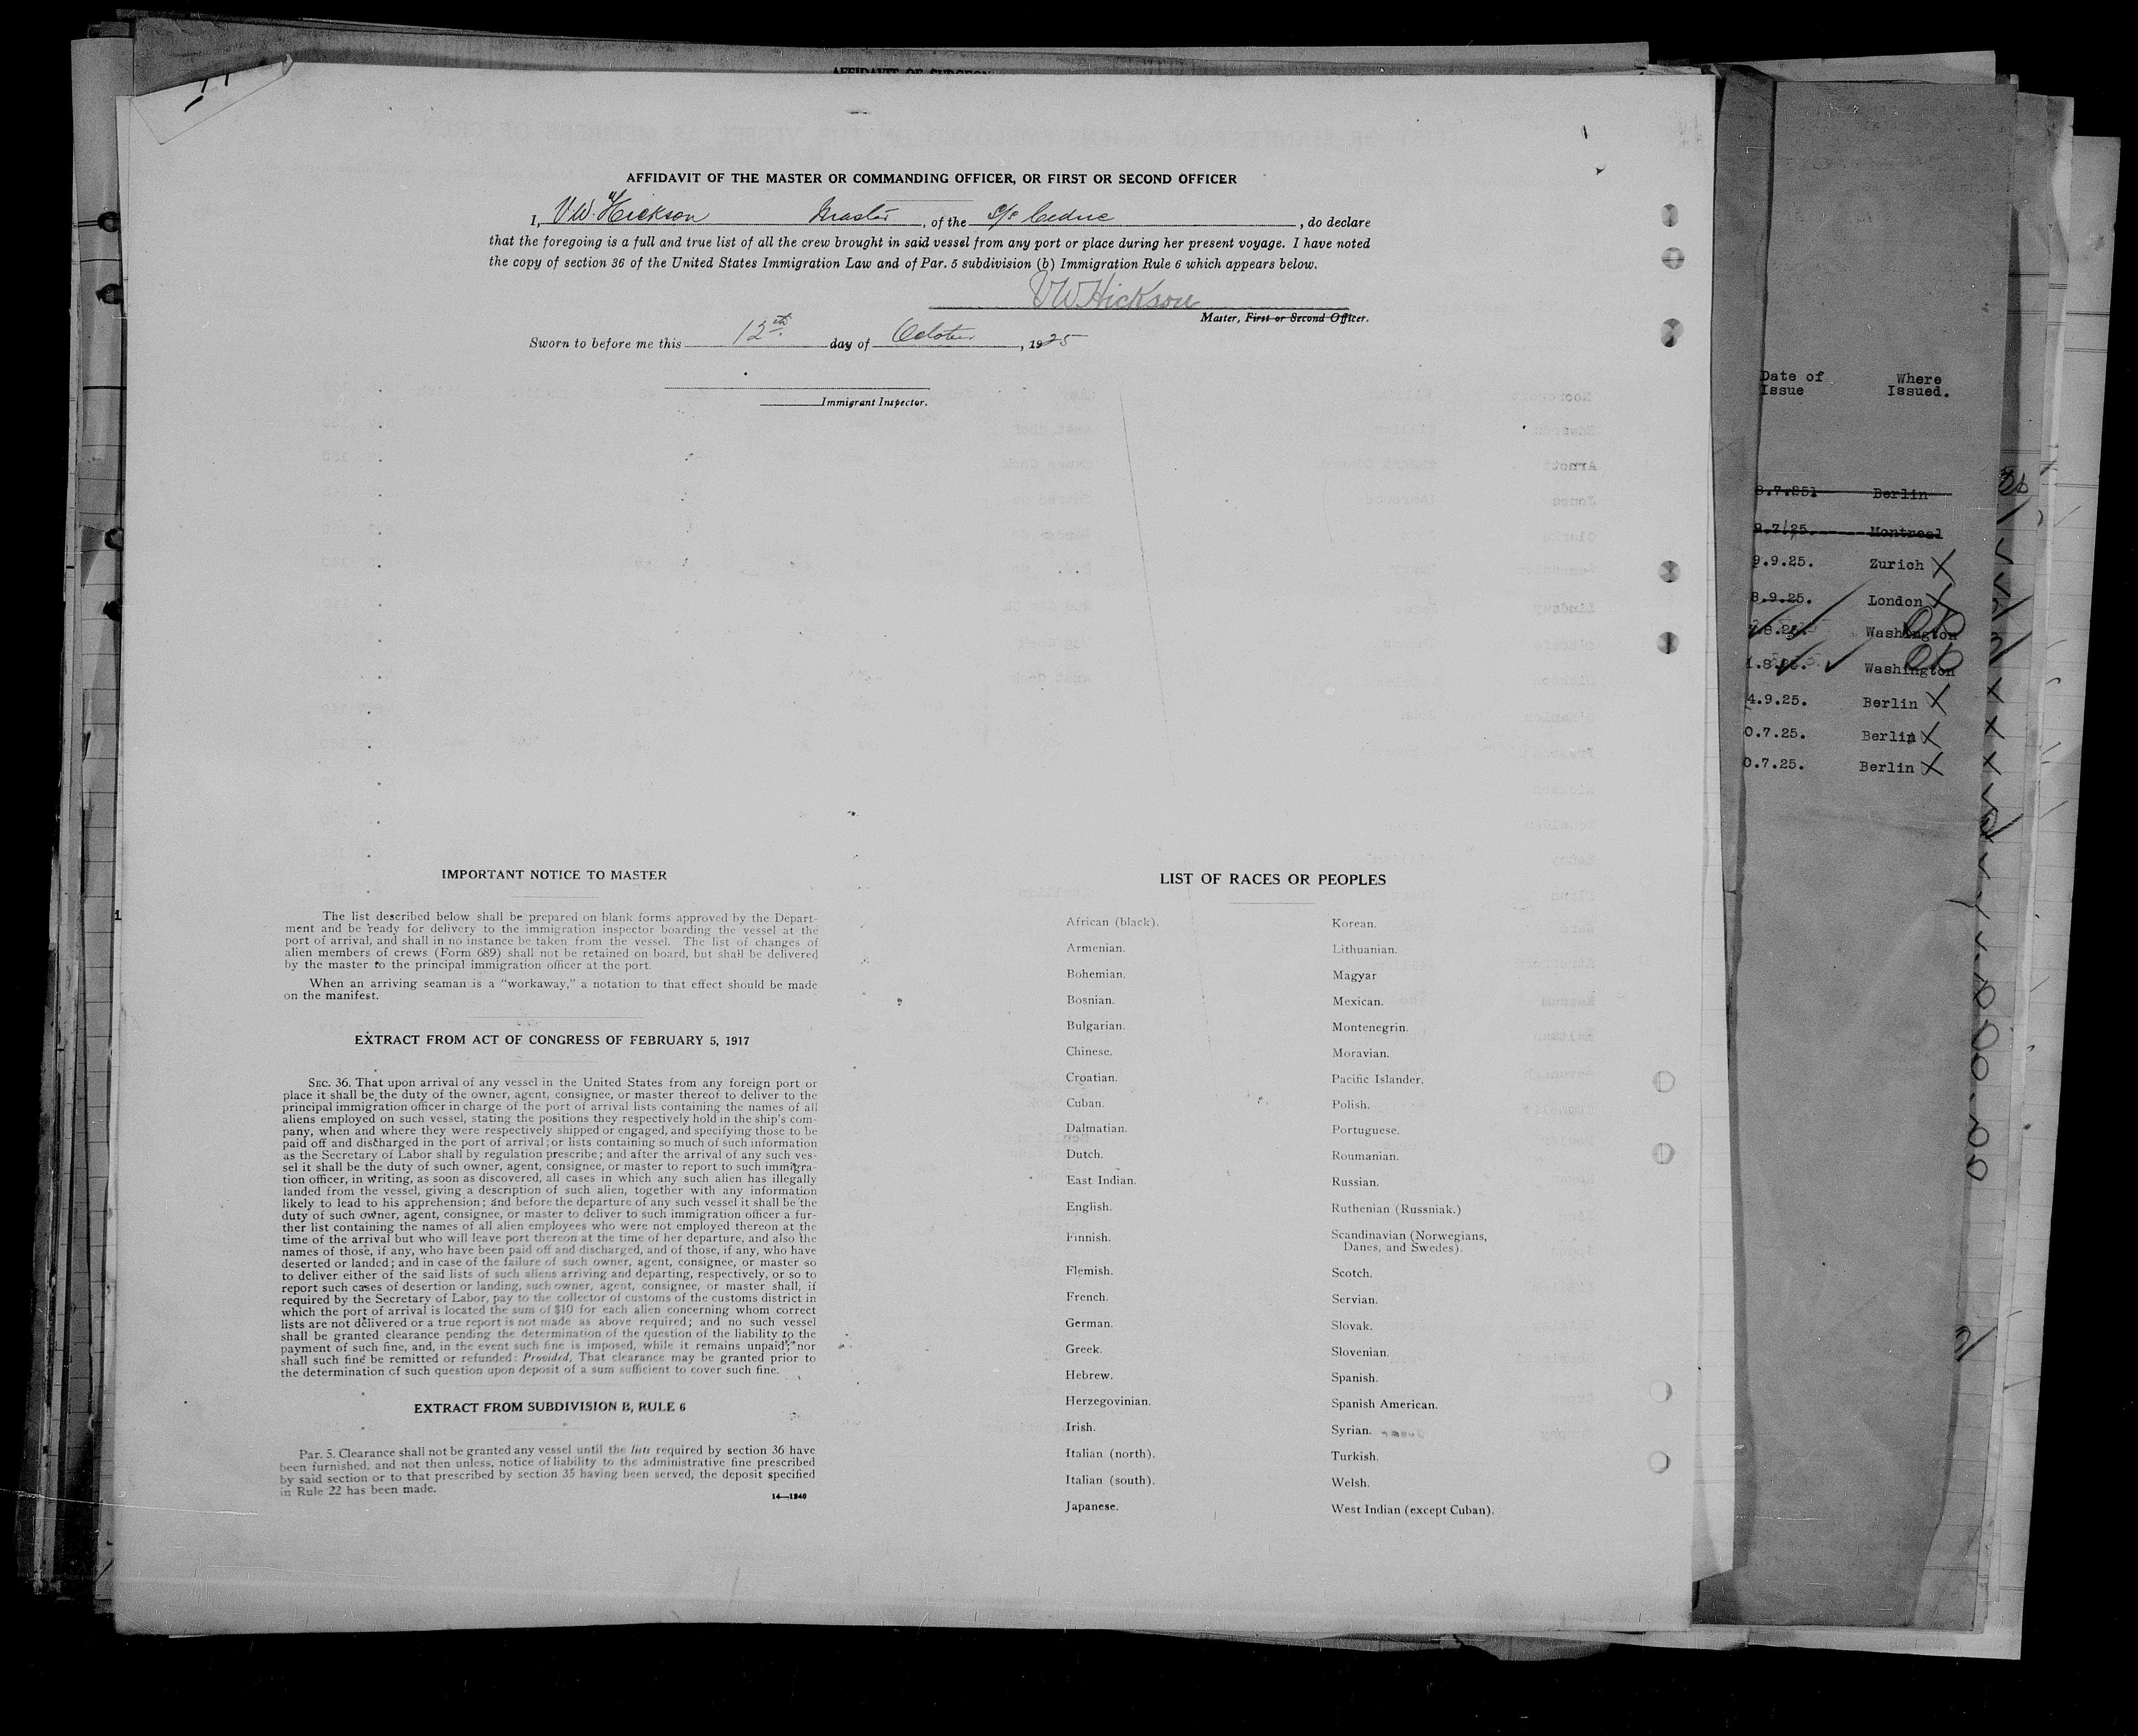 AFFIDAVIT OF SURGEON
AFFIDAVIT OF THE MASTER OR COMMANDING OFFICER, OR FIRST OR SECOND OFFICER
I, V.W. Hickson Master, of the S/S Cedric, do declare
that the foregoing is a full and true list of all the crew brought in said vessel from any port or place during her present voyage. I have noted
the copy of section 36 of the United States Immigration Law and of Par. 5 subdivision (b) Immigration Rule 6 which appears below.
VW Hickson
Master, First or Second Officer.
Sworn to before me this 12th day of October, 1925
Immigrant Inspector.
IMPORTANT NOTICE TO MASTER
The list described below shall be prepared on blank forms approved by the Depart-
ment and be ready for delivery to the immigration inspector boarding the vessel at the
port of arrival, and shall in no instance be taken from the vessel. The list of changes of
alien members of crews (Form 689) shall not be retained on board, but shall be delivered
by the master to the principal immigration officer at the port.
When an arriving seaman is a "workaway," a notation to that effect should be made
on the manifest.
EXTRACT FROM ACT OF CONGRESS OF FEBRUARY 5, 1917
SEC. 36. That upon arrival of any vessel in the United States from any foreign port or
place it shall be the duty of the owner, agent, consignee, or master thereof to deliver to the
principal immigration officer in charge of the port of arrival lists containing the names of all
aliens employed on such vessel, stating the positions they respectively hold in the ship's com-
pany, when and where they were respectively shipped or engaged, and specifying those to be
paid off and discharged in the port of arrival; or lists containing so much of such information
as the Secretary of Labor shall by regulation prescribe; and after the arrival of any such ves-
sel it shall be the duty of such owner, agent, consignee, or master to report to such immigra-
tion officer, in writing, as soon as discovered, all cases in which any such alien has illegally
landed from the vessel, giving a description of such alien, together with any information
likely to lead to his apprehension; and before the departure of any such vessel it shall be the
duty of such owner, agent, consignee, or master to deliver to such immigration officer a fur-
ther list containing the names of all alien employees who were not employed thereon at the
time of the arrival but who will leave port thereon at the time of her departure, and also the
names of those, if any, who have been paid off and discharged, and of those, if any, who have
deserted or landed; and in case of the failure of such owner, agent, consignee, or master so
to deliver either of the said lists of such aliens arriving and departing, respectively, or so to
report such cases of desertion or landing, such owner, agent, consignee, or master shall, if
required by the Secretary of Labor, pay to the collector of customs of the customs district in
which the port of arrival is located the sum of $10 for each alien concerning whom correct
lists are not delivered or a true report is not made as above required; and no such vessel
shall be granted clearance pending the determination of the question of the liability to the
payment of such fine, and, in the event such fine is imposed, while it remains unpaid; nor
shall such fine be remitted or refunded: Provided, That clearance may be granted prior to
the determination of such question upon deposit of a sum sufficient to cover such fine.
EXTRACT FROM SUBDIVISION B, RULE 6
Par. 5. Clearance shall not be granted any vessel until the lists required by section 36 have
been furnished, and not then unless, notice of liability to the administrative fine prescribed
by said section or to that prescribed by section 35 having been served, the deposit specified
in Rule 22 has been made.
14—1240
LIST OF RACES OR PEOPLES
African (black).
Armenian.
Bohemian.
Bosnian.
Bulgarian.
Chinese.
Croatian.
Cuban.
Dalmatian.
Dutch.
East Indian.
English.
Finnish.
Flemish.
French.
German.
Greek.
Hebrew.
Herzegovinian.
Irish.
Italian (north).
Italian (south).
Japanese.
Korean.
Lithuanian.
Magyar
Mexican.
Montenegrin.
Moravian.
Pacific Islander.
Polish.
Portuguese.
Roumanian.
Russian.
Ruthenian (Russniak.)
Scandinavian (Norwegians,
Danes, and Swedes).
Scotch.
Servian.
Slovak.
Slovenian.
Spanish.
Spanish American.
Syrian.
Turkish.
Welsh.
West Indian (except Cuban).
Date of Where
Issue Issued.
8.7.25 Berlin
9.7.25. Montreal
9.9.25. Zurich X
8.9.25. London X
Washington
Washington
4.9.25. Berlin X
0.7.25. Berlin X
0.7.25. Berlin X